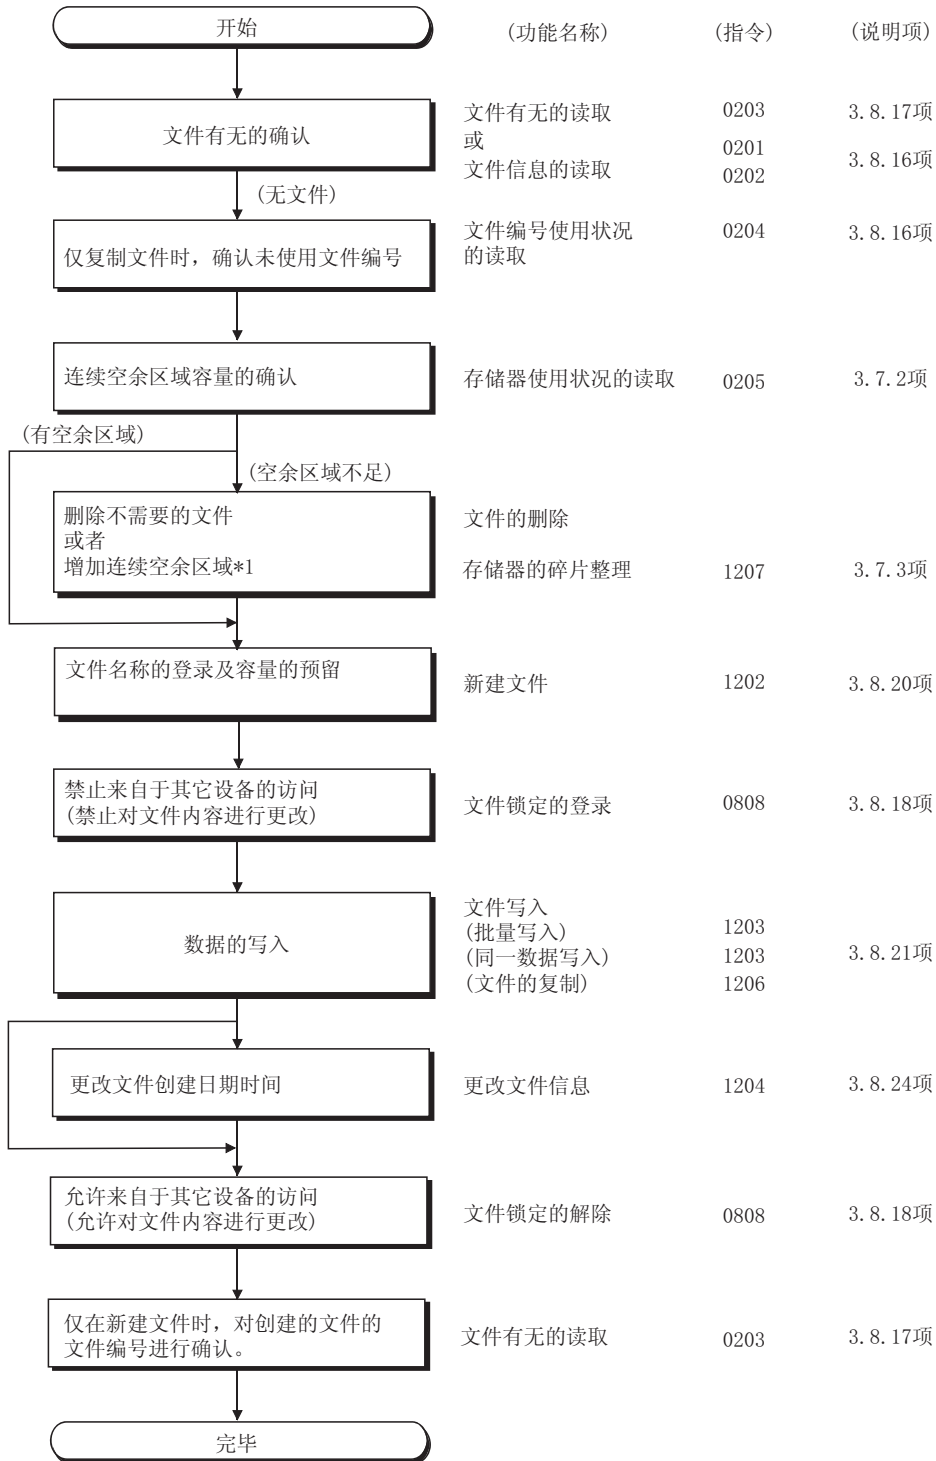 开始 (功能名称) (指令) (说明项)
文件有无的确认
文件有无的读取 0203 3.8.17项
或
文件信息的读取
0201
0202
3.8.16项
(无文件)
仅复制文件时，确认未使用文件编号
文件编号使用状况
的读取
0204 3.8.16项
连续空余区域容量的确认 存储器使用状况的读取 0205 3.7.2项
(有空余区域)
(空余区域不足)
删除不需要的文件
或者
增加连续空余区域*1
文件的删除
存储器的碎片整理 1207 3.7.3项
文件名称的登录及容量的预留 新建文件 1202 3.8.20项
禁止来自于其它设备的访问
(禁止对文件内容进行更改)
文件锁定的登录 0808 3.8.18项
数据的写入
文件写入
(批量写入) 1203
(同一数据写入) 1203
(文件的复制) 1206
3.8.21项
更改文件创建日期时间 更改文件信息 1204 3.8.24项
允许来自于其它设备的访问
(允许对文件内容进行更改)
文件锁定的解除 0808 3.8.18项
仅在新建文件时，对创建的文件的
文件编号进行确认。
文件有无的读取 0203 3.8.17项
完毕